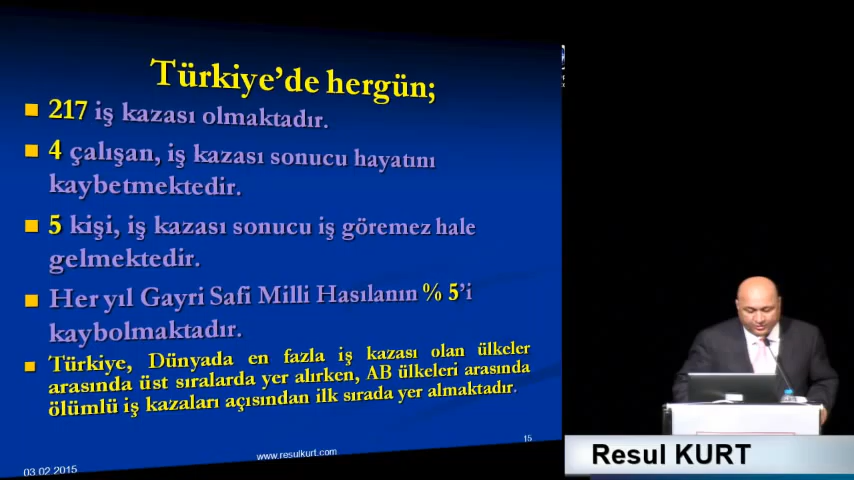 Türkiye’de hergün;
217 iş kazası olmaktadır.
4 çalışan, iş kazası sonucu hayatını
kaybetmektedir.
5 kişi, iş kazası sonucu iş göremez hale
gelmektedir.
Her yıl Gayri Safi Milli Hasılanın % 5’i
kaybolmaktadır.
Türkiye, Dünyada en fazla iş kazası olan ülkeler
arasında üst sıralarda yer alırken, AB ülkeleri arasında
ölümlü iş kazaları açısından ilk sırada yer almaktadır.
15
www.resulkurt.com
03.02.2015
Resul KURT